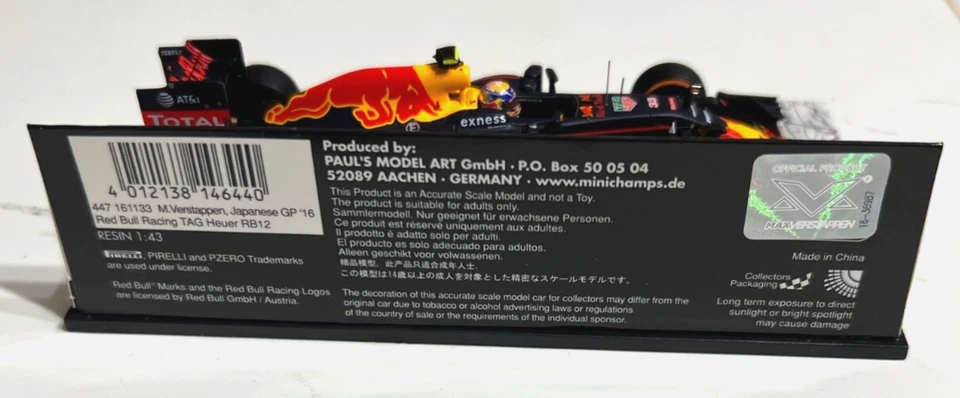 AT&T
TOTAL
exness
33
4 012138 146440
447 161133 M.Verstappen, Japanese GP '16
Red Bull Racing TAG Heuer RB12
RESIN 1:43
PIRELLI, PIRELLI and PZERO Trademarks
are used under license.
Red Bull™ Marks and the Red Bull Racing Logos
are licensed by Red Bull GmbH / Austria.
Produced by:
PAUL'S MODEL ART GmbH · P.O. Box 50 05 04
52089 AACHEN · GERMANY · www.minichamps.de
This Product is an Accurate Scale Model and not a Toy.
The product is suitable for adults only.
Sammlermodell. Nur geeignet für erwachsene Personen.
Ce produit est réservé uniquement aux adultes.
Il prodotto è adatto solo per adulti.
El producto es solo adecuado para adultos.
Alleen geschikt voor volwassenen.
精品模型，此产品只适合成年人士
この模型は14歳以上の成人を対象とした精密なスケールモデルです。
The decoration of this accurate scale model car for collectors may differ from the
original car due to tobacco or alcohol advertising laws or regulations
of the country of sale or the requirements of the individual sponsor.
OFFICIAL PRODUCT
MAXVERSTAPPEN
16-36987
Made in China
Collectors
Packaging
Long term exposure to direct
sunlight or bright spotlight
may cause damage